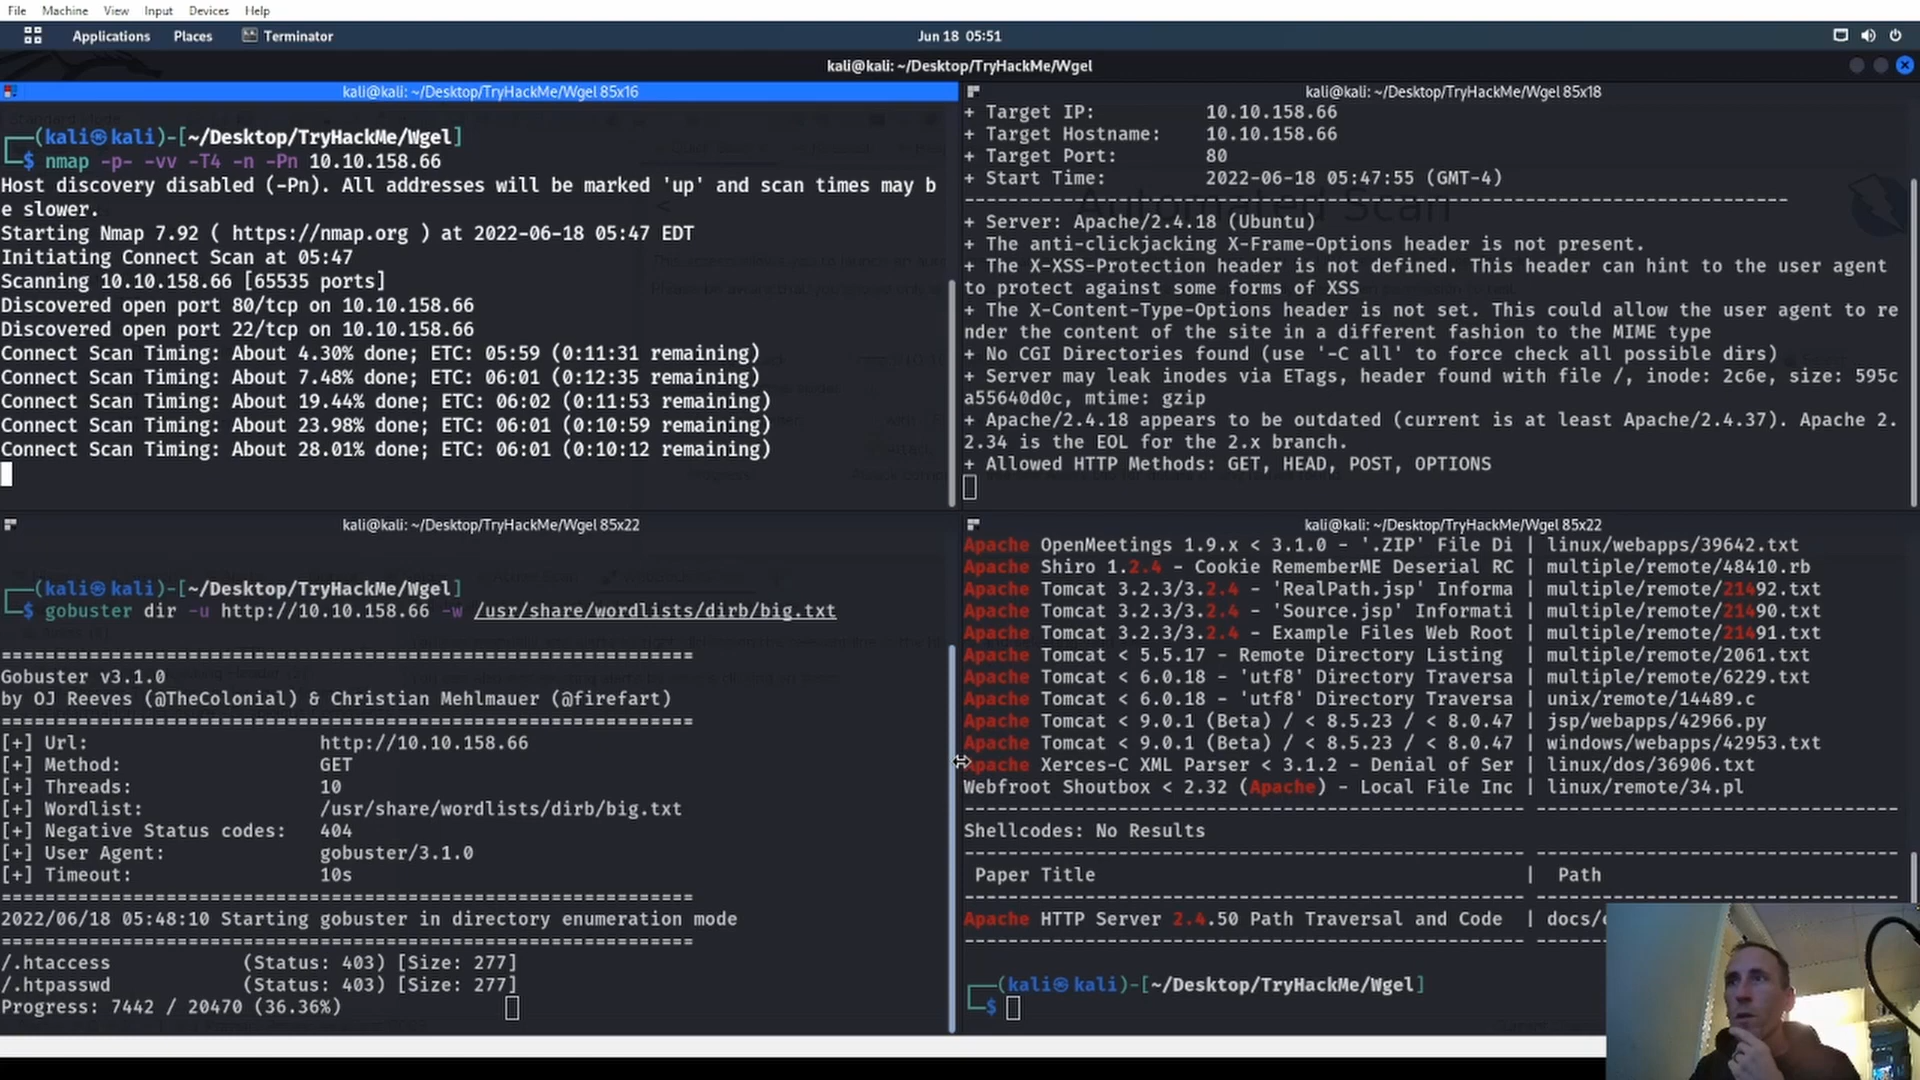 File Machine View Input Devices Help
Applications Places Terminator Jun 18 05:51
kali@kali: ~/Desktop/TryHackMe/Wgel
kali@kali: ~/Desktop/TryHackMe/Wgel 85x16
┌──(kali㉿kali)-[~/Desktop/TryHackMe/Wgel]
└─$ nmap -p- -vv -T4 -n -Pn 10.10.158.66
Host discovery disabled (-Pn). All addresses will be marked 'up' and scan times may b
e slower.
Starting Nmap 7.92 ( https://nmap.org ) at 2022-06-18 05:47 EDT
Initiating Connect Scan at 05:47
Scanning 10.10.158.66 [65535 ports]
Discovered open port 80/tcp on 10.10.158.66
Discovered open port 22/tcp on 10.10.158.66
Connect Scan Timing: About 4.30% done; ETC: 05:59 (0:11:31 remaining)
Connect Scan Timing: About 7.48% done; ETC: 06:01 (0:12:35 remaining)
Connect Scan Timing: About 19.44% done; ETC: 06:02 (0:11:53 remaining)
Connect Scan Timing: About 23.98% done; ETC: 06:01 (0:10:59 remaining)
Connect Scan Timing: About 28.01% done; ETC: 06:01 (0:10:12 remaining)
kali@kali: ~/Desktop/TryHackMe/Wgel 85x18
+ Target IP: 10.10.158.66
+ Target Hostname: 10.10.158.66
+ Target Port: 80
+ Start Time: 2022-06-18 05:47:55 (GMT-4)
---------------------------------------------------------------------------
+ Server: Apache/2.4.18 (Ubuntu)
+ The anti-clickjacking X-Frame-Options header is not present.
+ The X-XSS-Protection header is not defined. This header can hint to the user agent
to protect against some forms of XSS
+ The X-Content-Type-Options header is not set. This could allow the user agent to re
nder the content of the site in a different fashion to the MIME type
+ No CGI Directories found (use '-C all' to force check all possible dirs)
+ Server may leak inodes via ETags, header found with file /, inode: 2c6e, size: 595c
a55640d0c, mtime: gzip
+ Apache/2.4.18 appears to be outdated (current is at least Apache/2.4.37). Apache 2.
2.34 is the EOL for the 2.x branch.
+ Allowed HTTP Methods: GET, HEAD, POST, OPTIONS
kali@kali: ~/Desktop/TryHackMe/Wgel 85x22
┌──(kali㉿kali)-[~/Desktop/TryHackMe/Wgel]
└─$ gobuster dir -u http://10.10.158.66 -w /usr/share/wordlists/dirb/big.txt
===============================================================
Gobuster v3.1.0
by OJ Reeves (@TheColonial) & Christian Mehlmauer (@firefart)
===============================================================
[+] Url: http://10.10.158.66
[+] Method: GET
[+] Threads: 10
[+] Wordlist: /usr/share/wordlists/dirb/big.txt
[+] Negative Status codes: 404
[+] User Agent: gobuster/3.1.0
[+] Timeout: 10s
===============================================================
2022/06/18 05:48:10 Starting gobuster in directory enumeration mode
===============================================================
/.htaccess (Status: 403) [Size: 277]
/.htpasswd (Status: 403) [Size: 277]
Progress: 7442 / 20470 (36.36%)
kali@kali: ~/Desktop/TryHackMe/Wgel 85x22
Apache OpenMeetings 1.9.x < 3.1.0 - '.ZIP' File Di | linux/webapps/39642.txt
Apache Shiro 1.2.4 - Cookie RememberME Deserial RC | multiple/remote/48410.rb
Apache Tomcat 3.2.3/3.2.4 - 'RealPath.jsp' Informa | multiple/remote/21492.txt
Apache Tomcat 3.2.3/3.2.4 - 'Source.jsp' Informati | multiple/remote/21490.txt
Apache Tomcat 3.2.3/3.2.4 - Example Files Web Root | multiple/remote/21491.txt
Apache Tomcat < 5.5.17 - Remote Directory Listing | multiple/remote/2061.txt
Apache Tomcat < 6.0.18 - 'utf8' Directory Traversa | multiple/remote/6229.txt
Apache Tomcat < 6.0.18 - 'utf8' Directory Traversa | unix/remote/14489.c
Apache Tomcat < 9.0.1 (Beta) / < 8.5.23 / < 8.0.47 | jsp/webapps/42966.py
Apache Tomcat < 9.0.1 (Beta) / < 8.5.23 / < 8.0.47 | windows/webapps/42953.txt
Apache Xerces-C XML Parser < 3.1.2 - Denial of Ser | linux/dos/36906.txt
Webfroot Shoutbox < 2.32 (Apache) - Local File Inc | linux/remote/34.pl
--------------------------------------------------- ---------------------------------
Shellcodes: No Results
--------------------------------------------------- ---------------------------------
Paper Title | Path
--------------------------------------------------- ---------------------------------
Apache HTTP Server 2.4.50 Path Traversal and Code | docs/
--------------------------------------------------- 
┌──(kali㉿kali)-[~/Desktop/TryHackMe/Wgel]
└─$